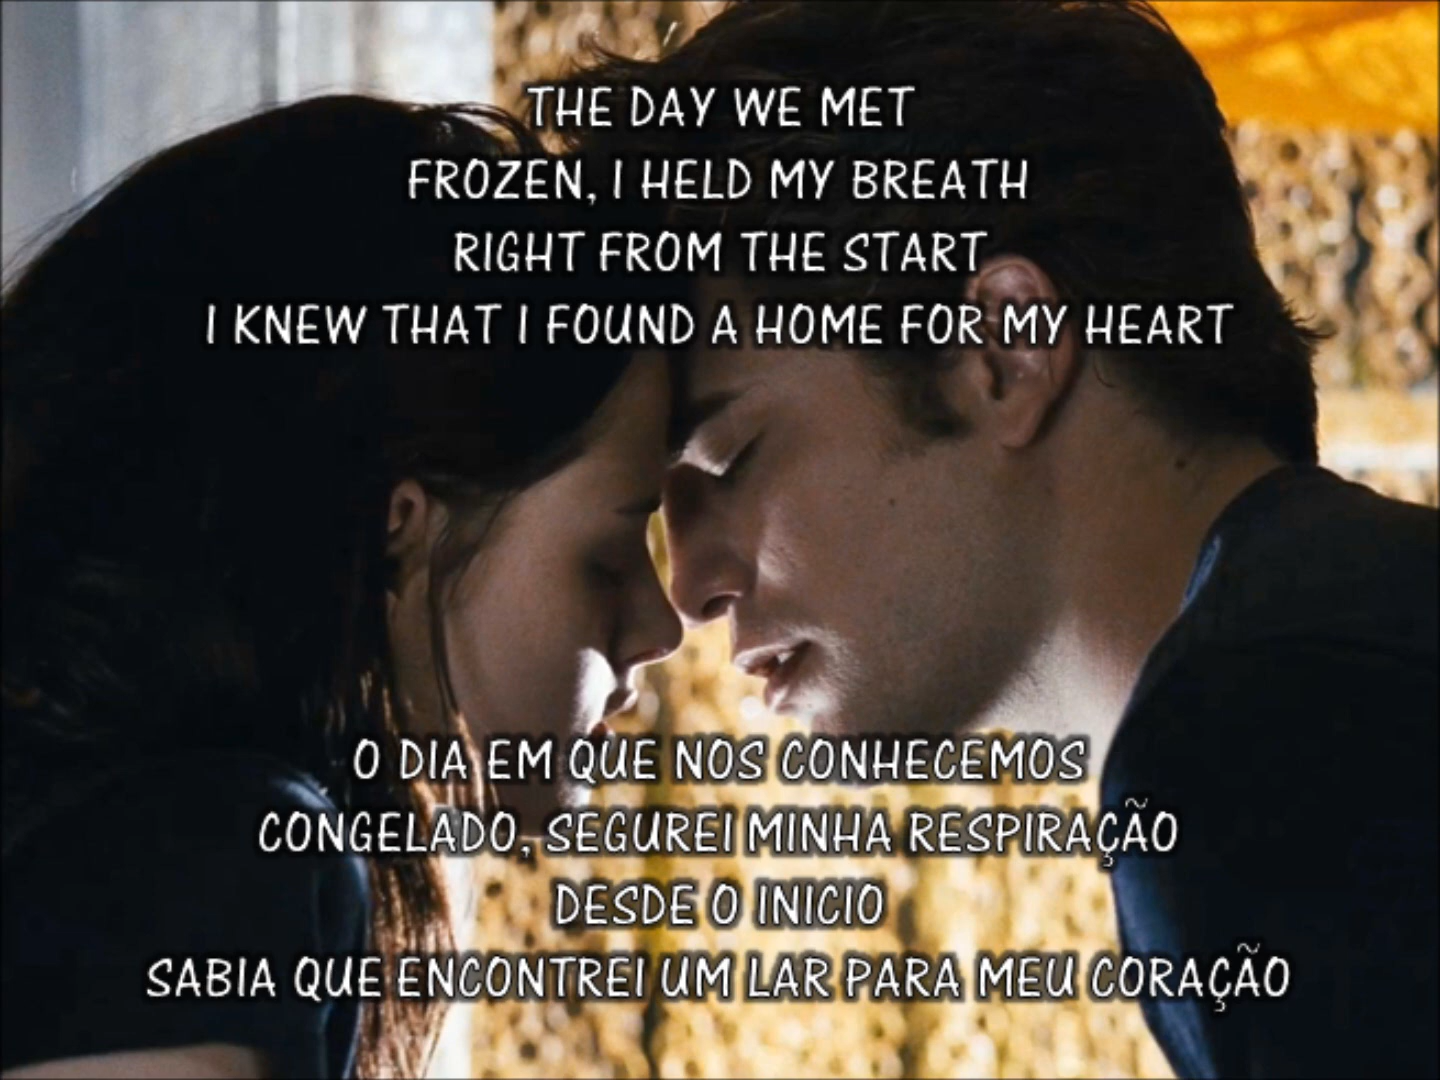 THE DAY WE MET
FROZEN, I HELD MY BREATH
RIGHT FROM THE START
I KNEW THAT I FOUND A HOME FOR MY HEART
O DIA EM QUE NOS CONHECEMOS
CONGELADO, SEGUREI MINHA RESPIRAÇÃO
DESDE O INICIO
SABIA QUE ENCONTREI UM LAR PARA MEU CORAÇÃO